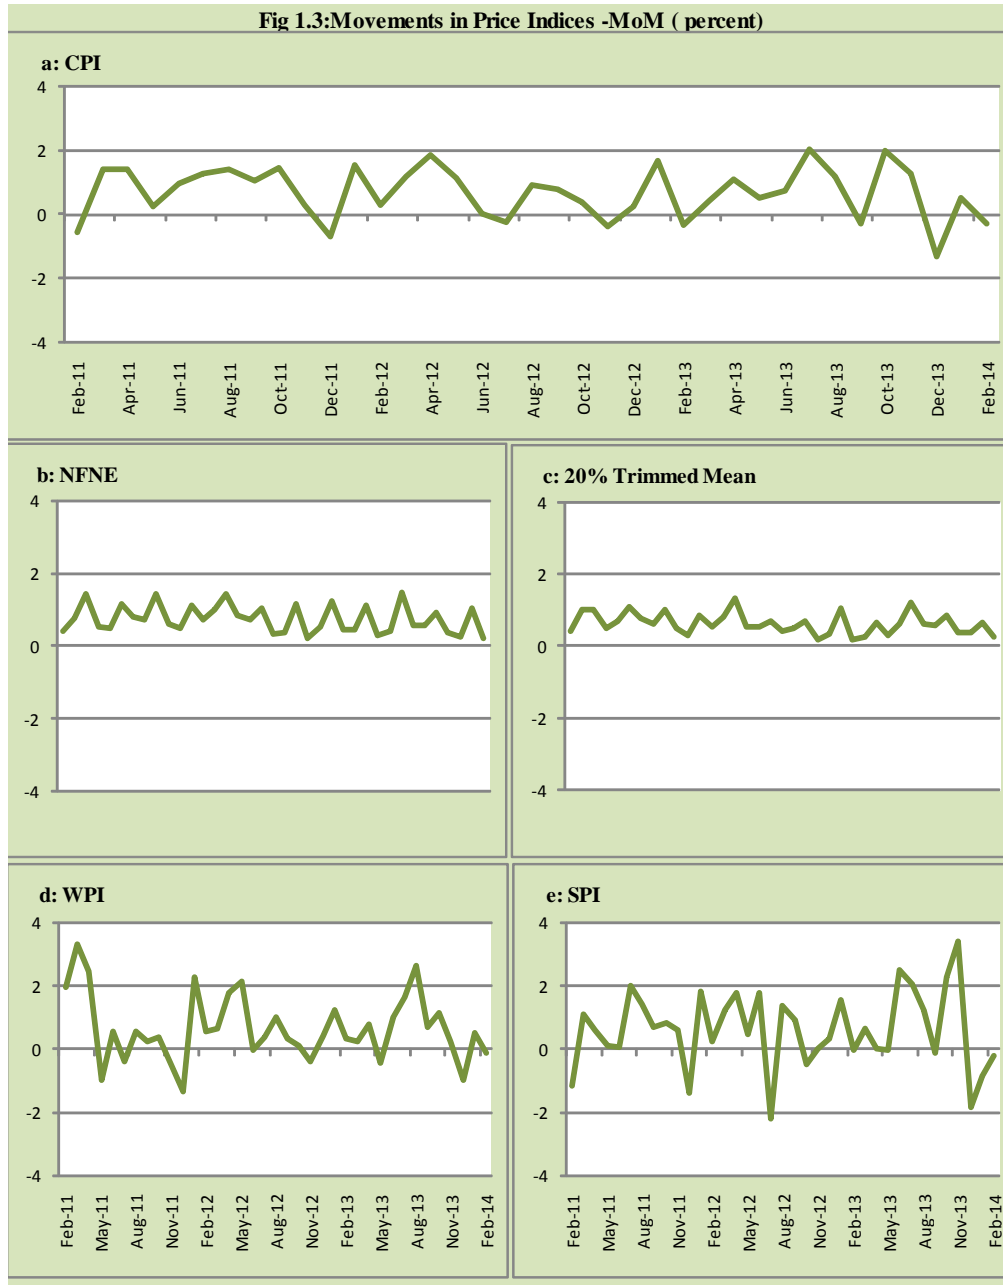 Fig 1.3:Movements in Price Indices -MoM ( percent)
a: CPI
4
2
0
-2
-4
Feb-11
Apr-11
Jun-11
Aug-11
Oct-11
Dec-11
Feb-12
Apr-12
Jun-12
Aug-12
Oct-12
Dec-12
Feb-13
Apr-13
Jun-13
Aug-13
Oct-13
Dec-13
Feb-14
b: NFNE
4
2
0
-2
-4
c: 20% Trimmed Mean
4
2
0
-2
-4
d: WPI
4
2
0
-2
-4
Feb-11
May-11
Aug-11
Nov-11
Feb-12
May-12
Aug-12
Nov-12
Feb-13
May-13
Aug-13
Nov-13
Feb-14
e: SPI
4
2
0
-2
-4
Feb-11
May-11
Aug-11
Nov-11
Feb-12
May-12
Aug-12
Nov-12
Feb-13
May-13
Aug-13
Nov-13
Feb-14